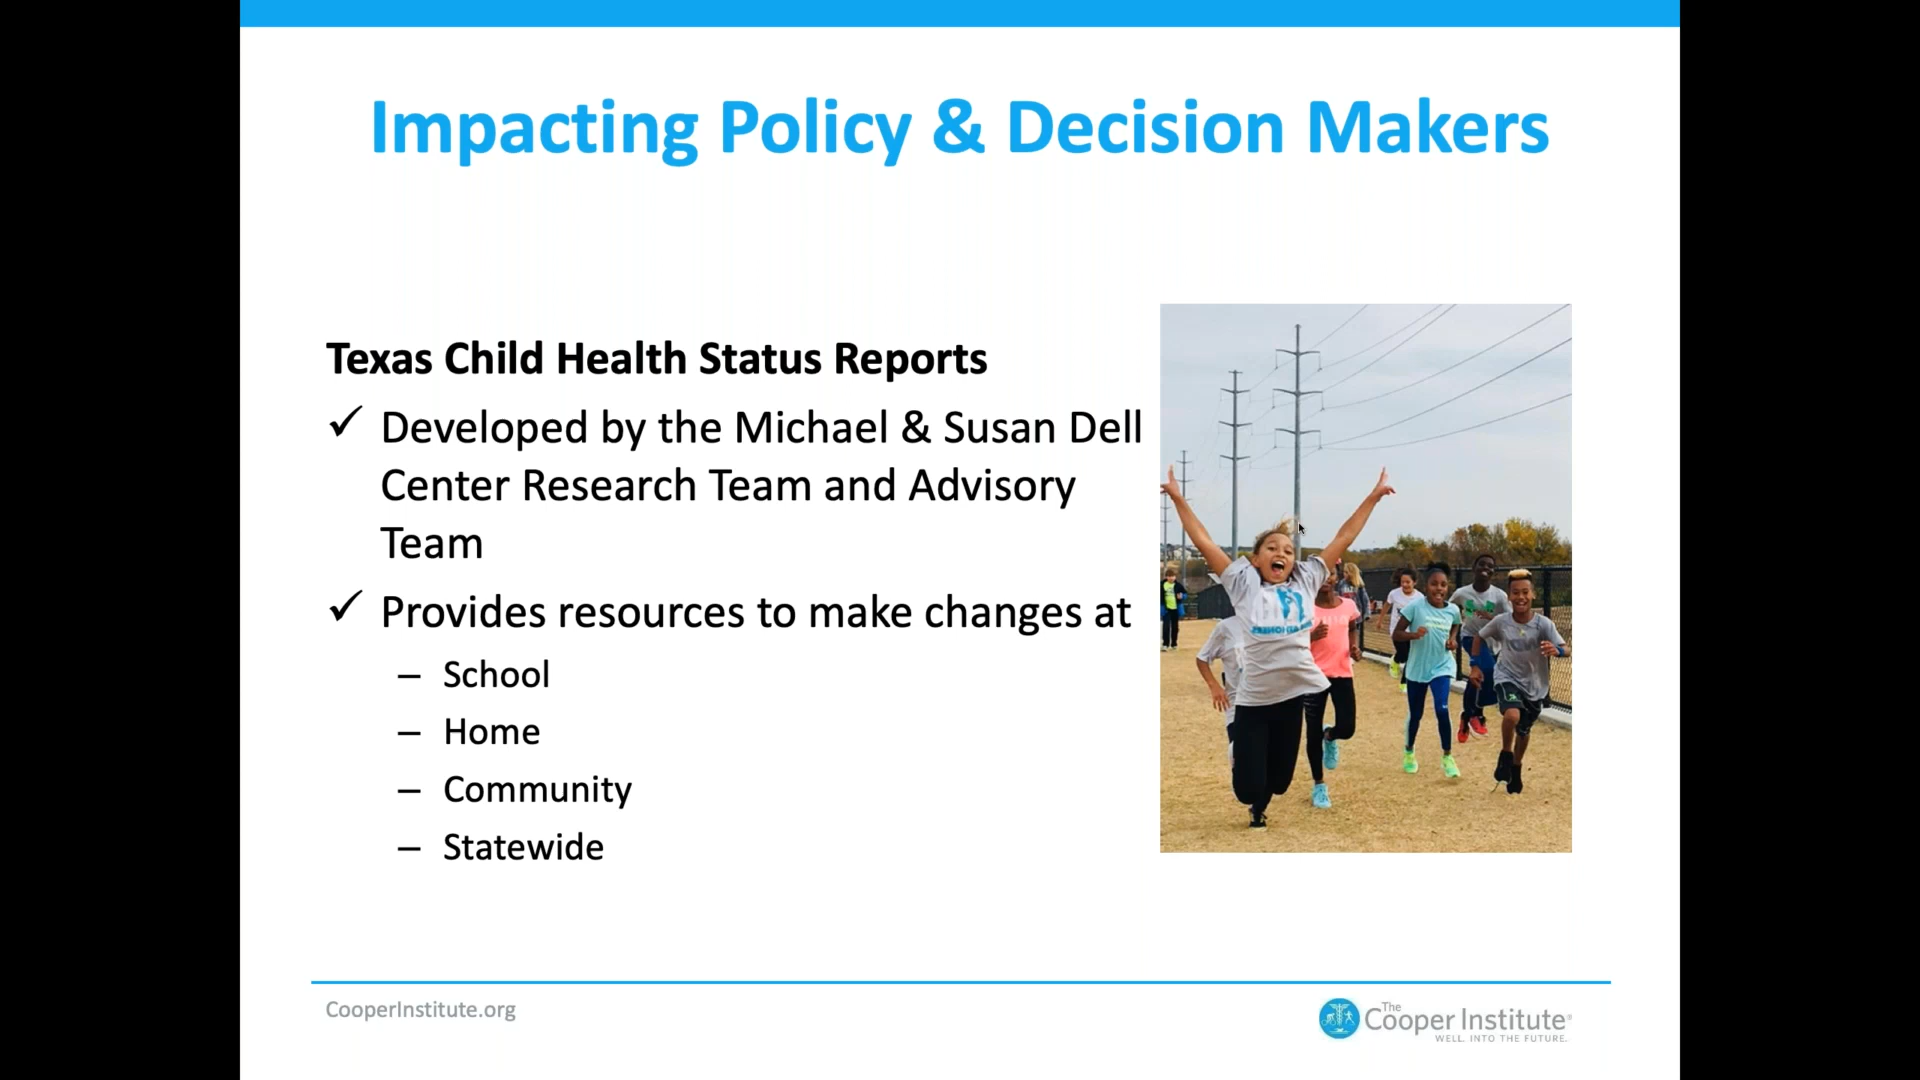 Impacting Policy & Decision Makers
Texas Child Health Status Reports
✓ Developed by the Michael & Susan Dell
Center Research Team and Advisory
Team
✓ Provides resources to make changes at
– School
– Home
– Community
– Statewide
CooperInstitute.org
The
Cooper Institute®
WELL. INTO THE FUTURE.